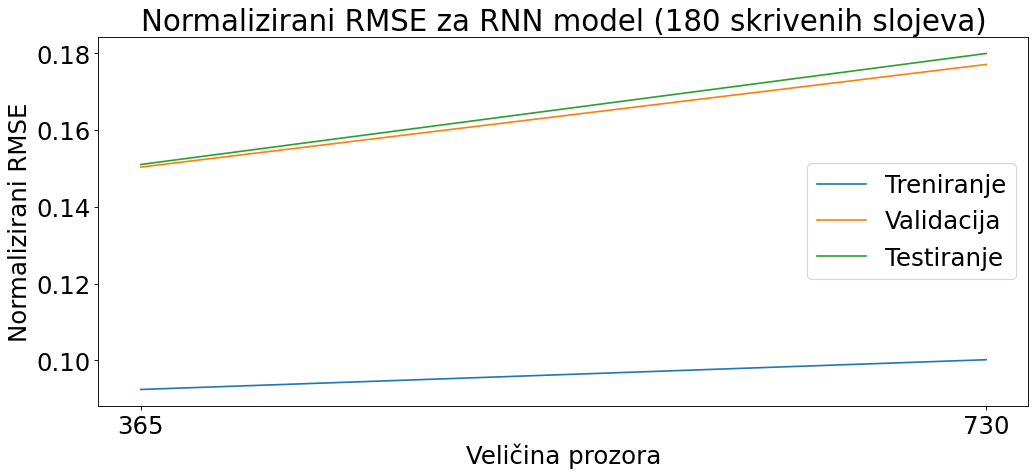 Normalizirani RMSE za RNN model (180 skrivenih slojeva)
Normalizirani RMSE
0.18
0.16
0.14
0.12
0.10
Treniranje
Validacija
Testiranje
365
730
Veličina prozora